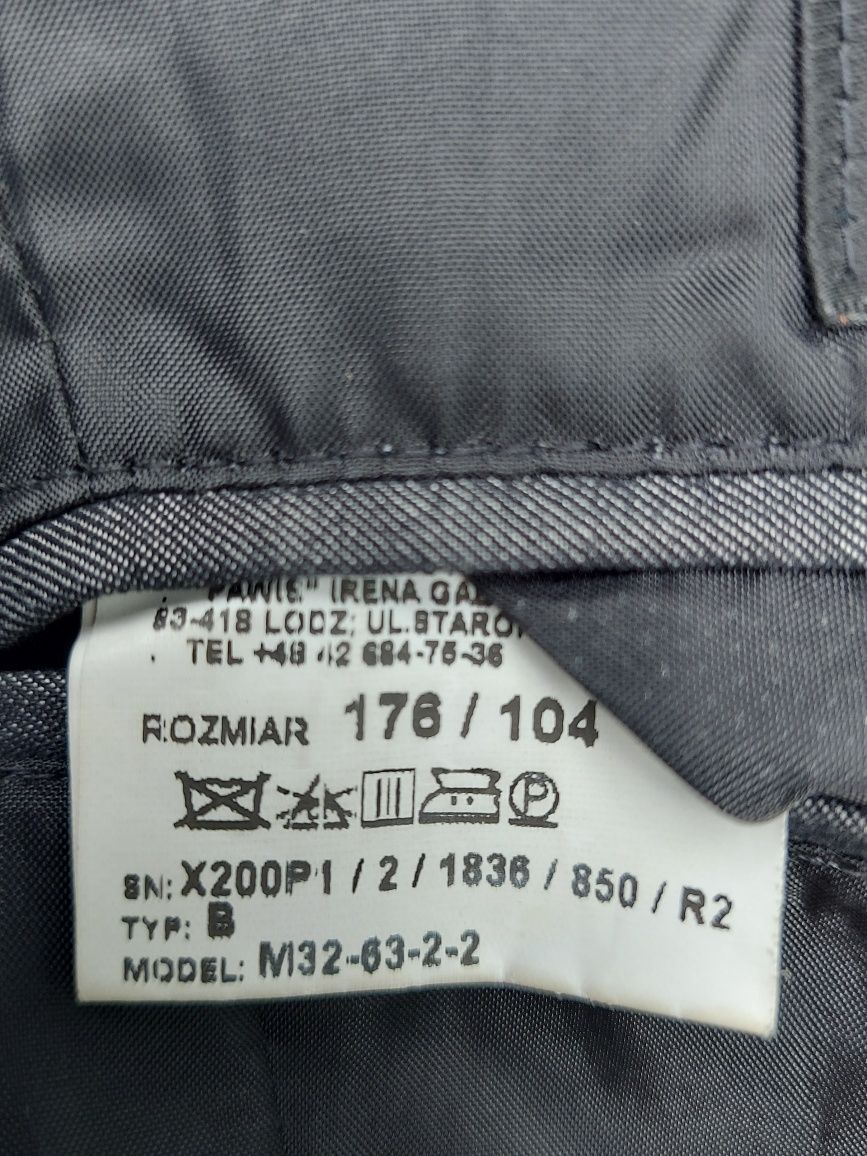 "PAWIS" IRENA GA
93-418 LODZ; UL.STARO
TEL +48 42 684-75-36
ROZMIAR 176 / 104
P
SN: X200P1 / 2 / 1836 / 850 / R2
TYP: B
MODEL: M32-63-2-2